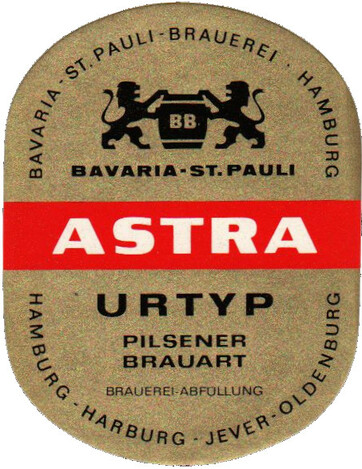 BAVARIA - ST. PAULI - BRAUEREI · HAMBURG
BB
BAVARIA-ST. PAULI
ASTRA
URTYP
PILSENER
BRAUART
BRAUEREI-ABFÜLLUNG
HAMBURG - HARBURG - JEVER - OLDENBURG